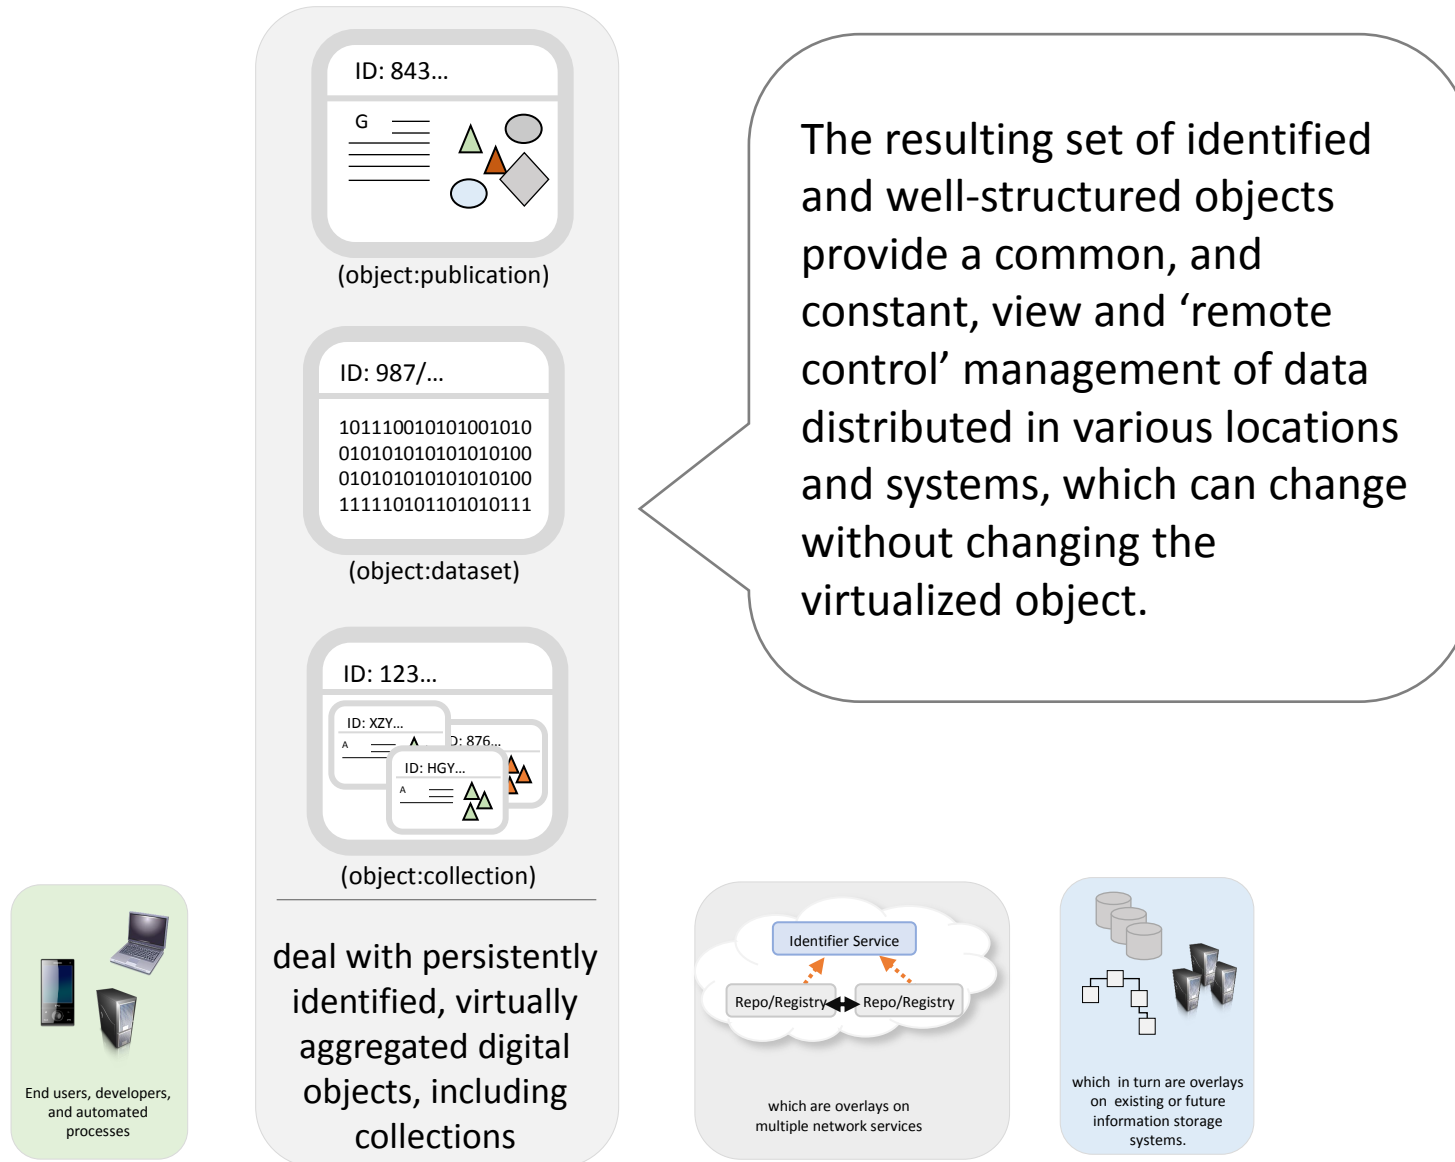 ID: 843...
G
(object:publication)
ID: 987/...
101110010101001010
010101010101010100
010101010101010100
111110101101010111
(object:dataset)
ID: 123...
ID: XZY...
A
D: 876...
ID: HGY...
A
(object:collection)
deal with persistently
identified, virtually
aggregated digital
objects, including
collections
The resulting set of identified
and well-structured objects
provide a common, and
constant, view and ‘remote
control’ management of data
distributed in various locations
and systems, which can change
without changing the
virtualized object.
End users, developers,
and automated
processes
Identifier Service
Repo/Registry
Repo/Registry
which are overlays on
multiple network services
which in turn are overlays
on existing or future
information storage
systems.